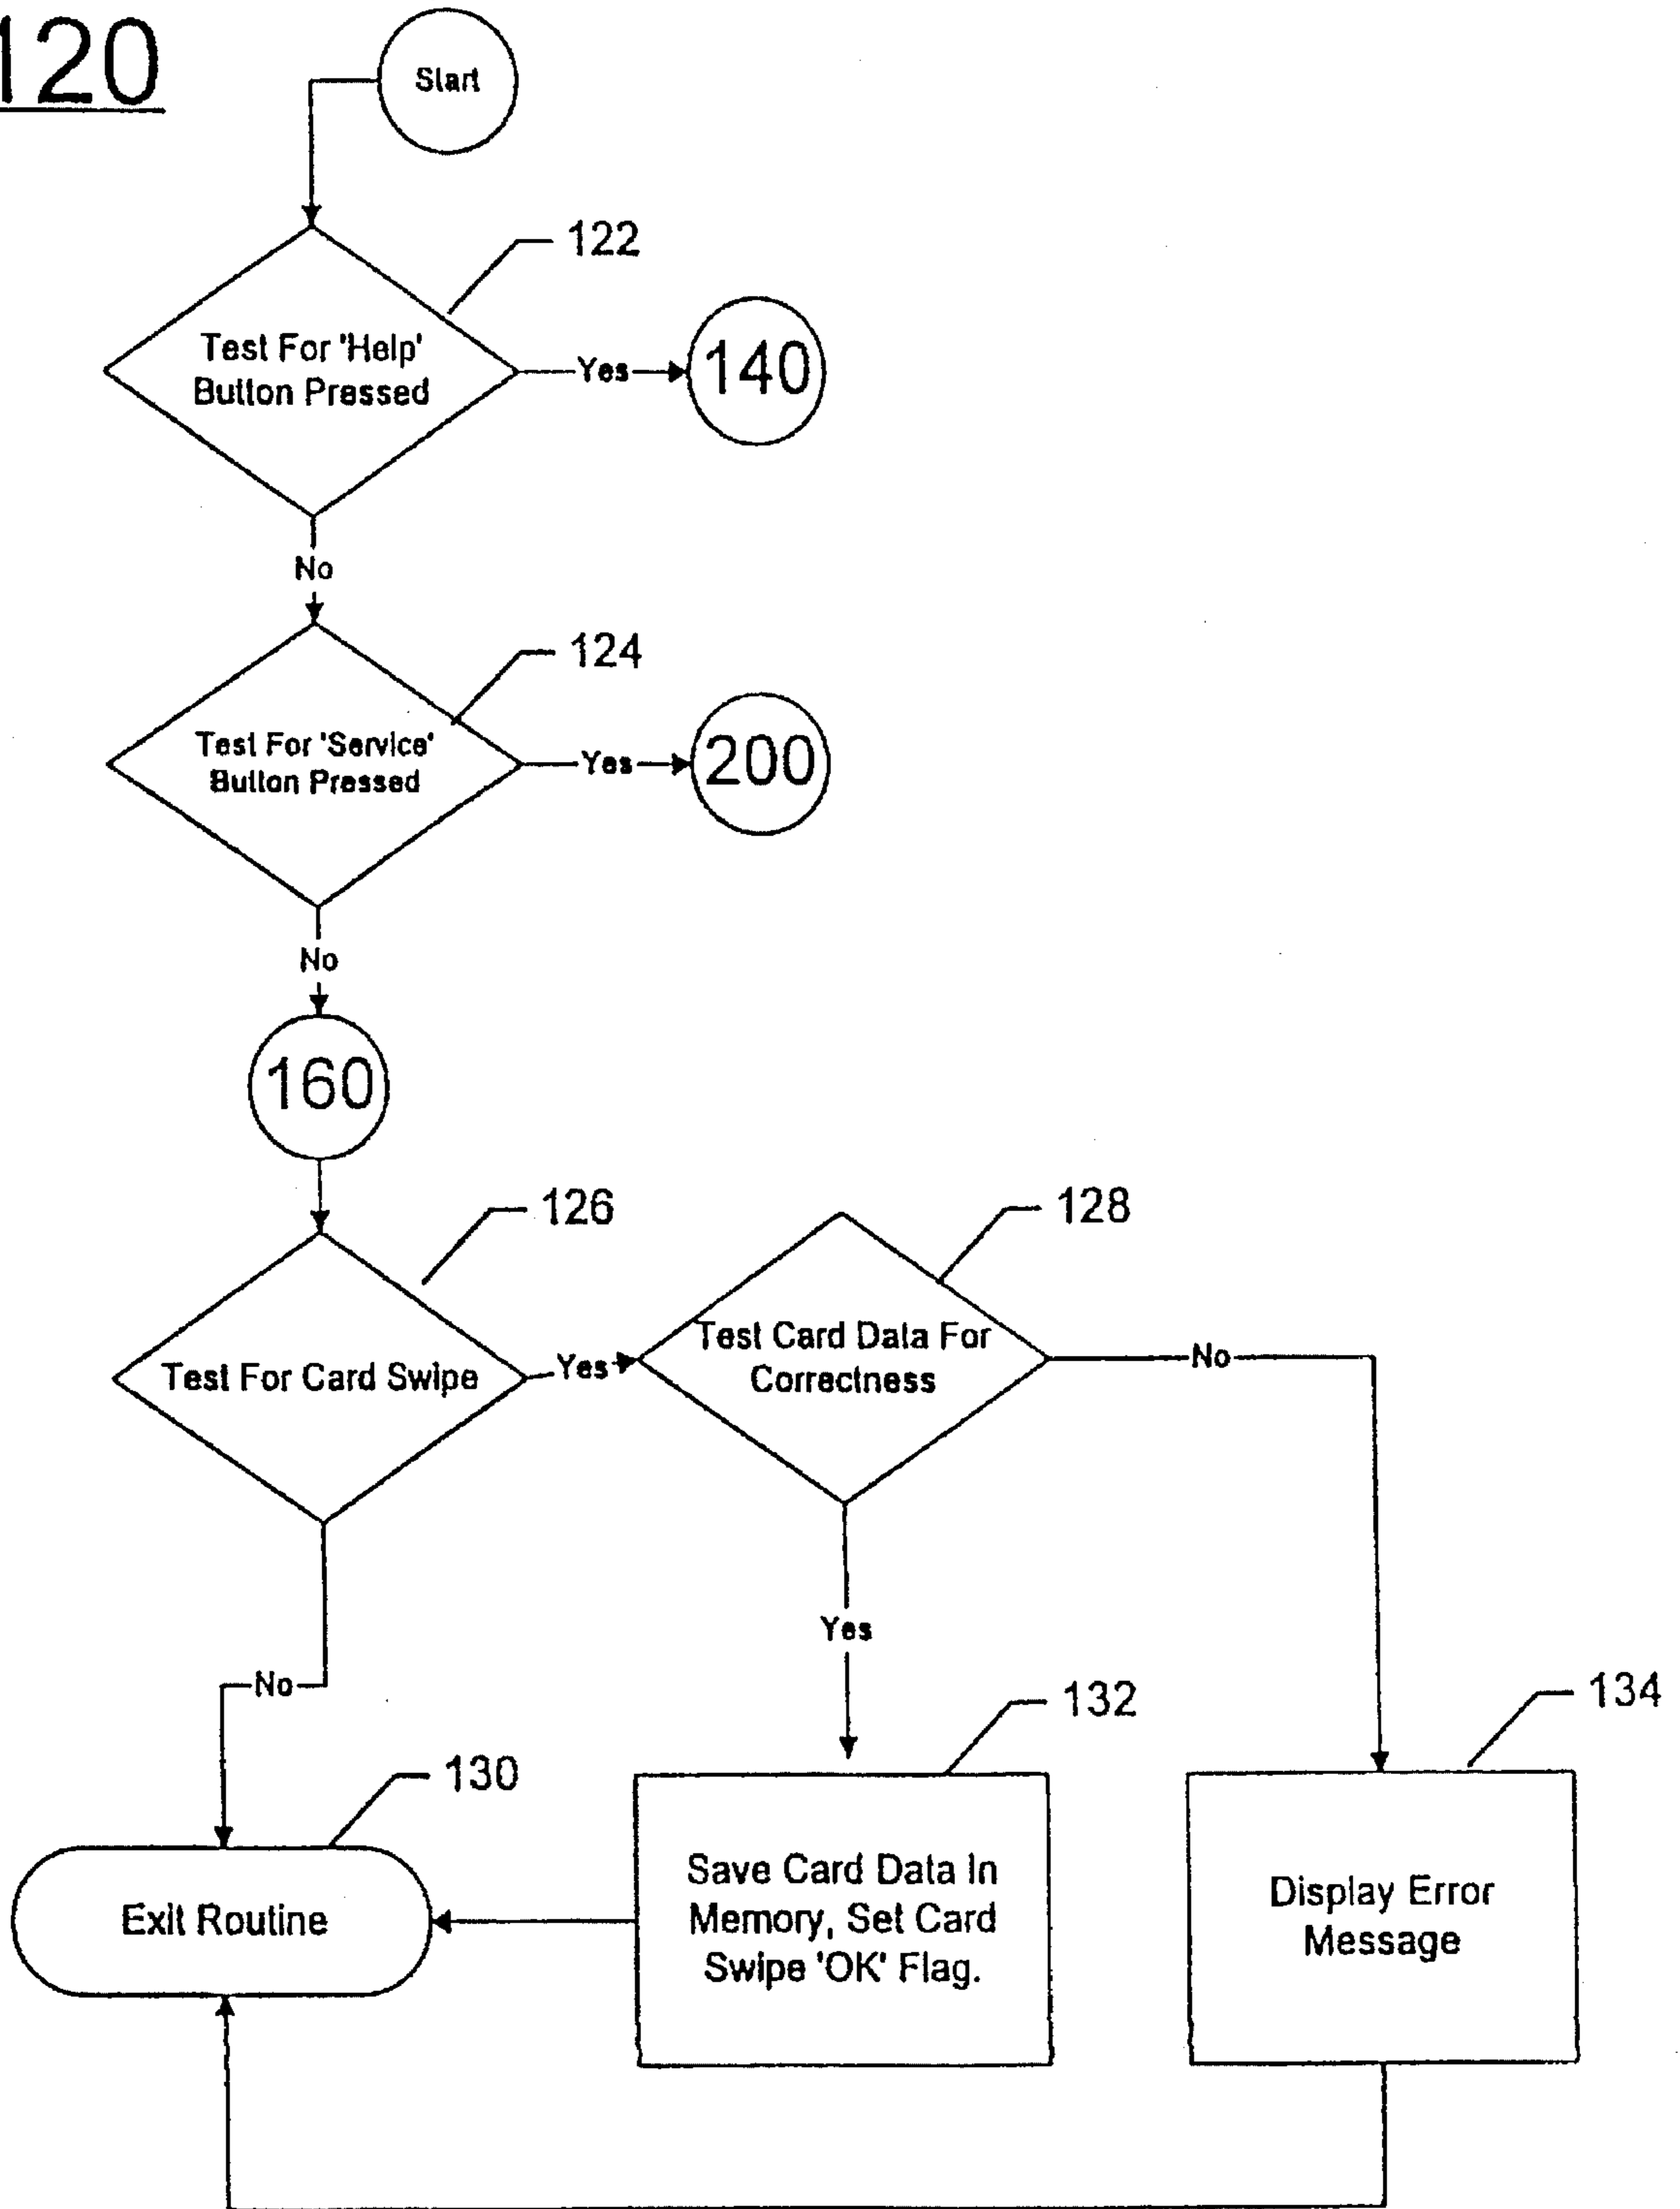 120
Start
122
Test For 'Help'
Button Pressed
Yes
140
No
124
Test For 'Service'
Button Pressed
Yes
200
No
160
126
128
Test For Card Swipe
Yes
Test Card Data For
Correctness
No
Yes
No
132
134
130
Exit Routine
Save Card Data In
Memory, Set Card
Swipe 'OK' Flag.
Display Error
Message